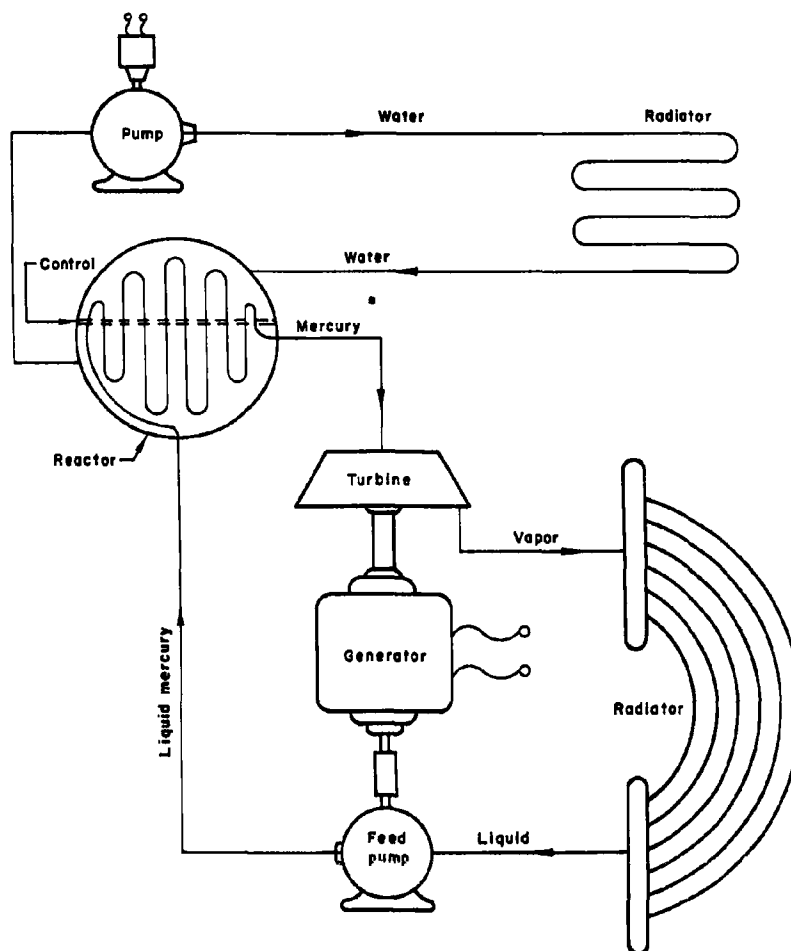 Pump
Water
Radiator
Control
Water
Mercury
Reactor
Turbine
Vapor
Generator
Liquid mercury
Radiator
Feed
pump
Liquid